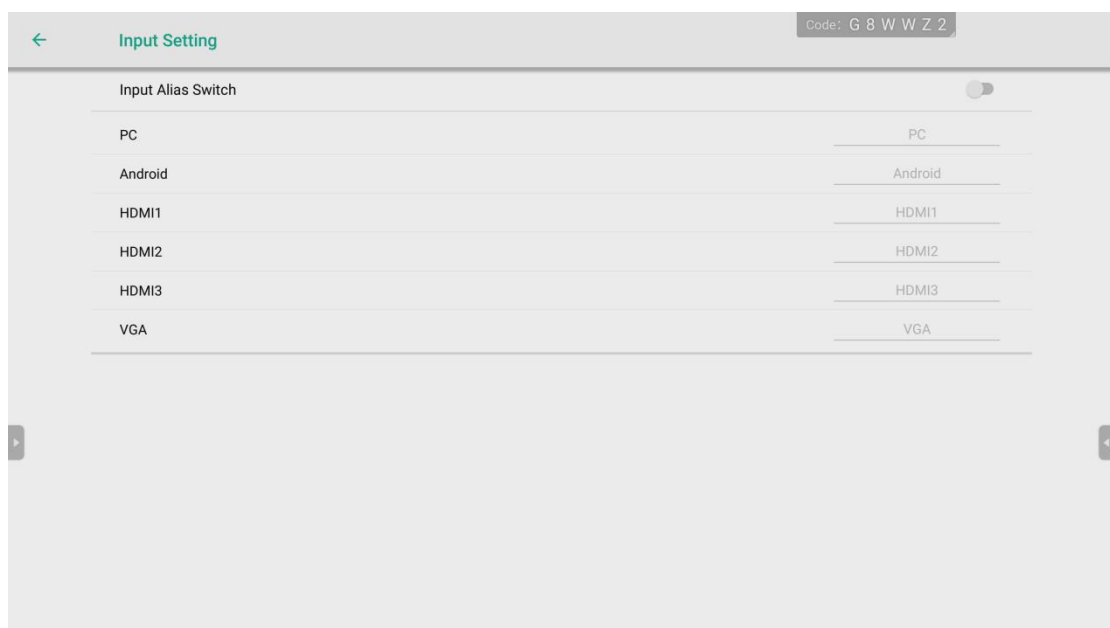 Code: G 8 W W Z 2
Input Setting
Input Alias Switch
PC PC
Android Android
HDMI1 HDMI1
HDMI2 HDMI2
HDMI3 HDMI3
VGA VGA